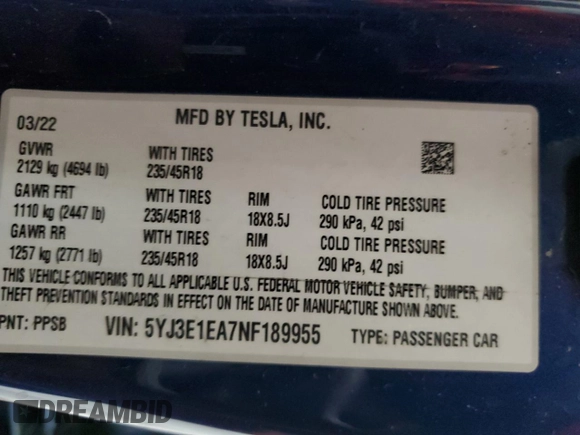 MFD BY TESLA, INC.
03/22
GVWR WITH TIRES
2129 kg (4694 lb) 235/45R18
GAWR FRT WITH TIRES RIM COLD TIRE PRESSURE
1110 kg (2447 lb) 235/45R18 18X8.5J 290 kPa, 42 psi
GAWR RR WITH TIRES RIM COLD TIRE PRESSURE
1257 kg (2771 lb) 235/45R18 18X8.5J 290 kPa, 42 psi
THIS VEHICLE CONFORMS TO ALL APPLICABLE U.S. FEDERAL MOTOR VEHICLE SAFETY, BUMPER, AND
THEFT PREVENTION STANDARDS IN EFFECT ON THE DATE OF MANUFACTURE SHOWN ABOVE.
PNT: PPSB VIN: 5YJ3E1EA7NF189955 TYPE: PASSENGER CAR
DREAMBID